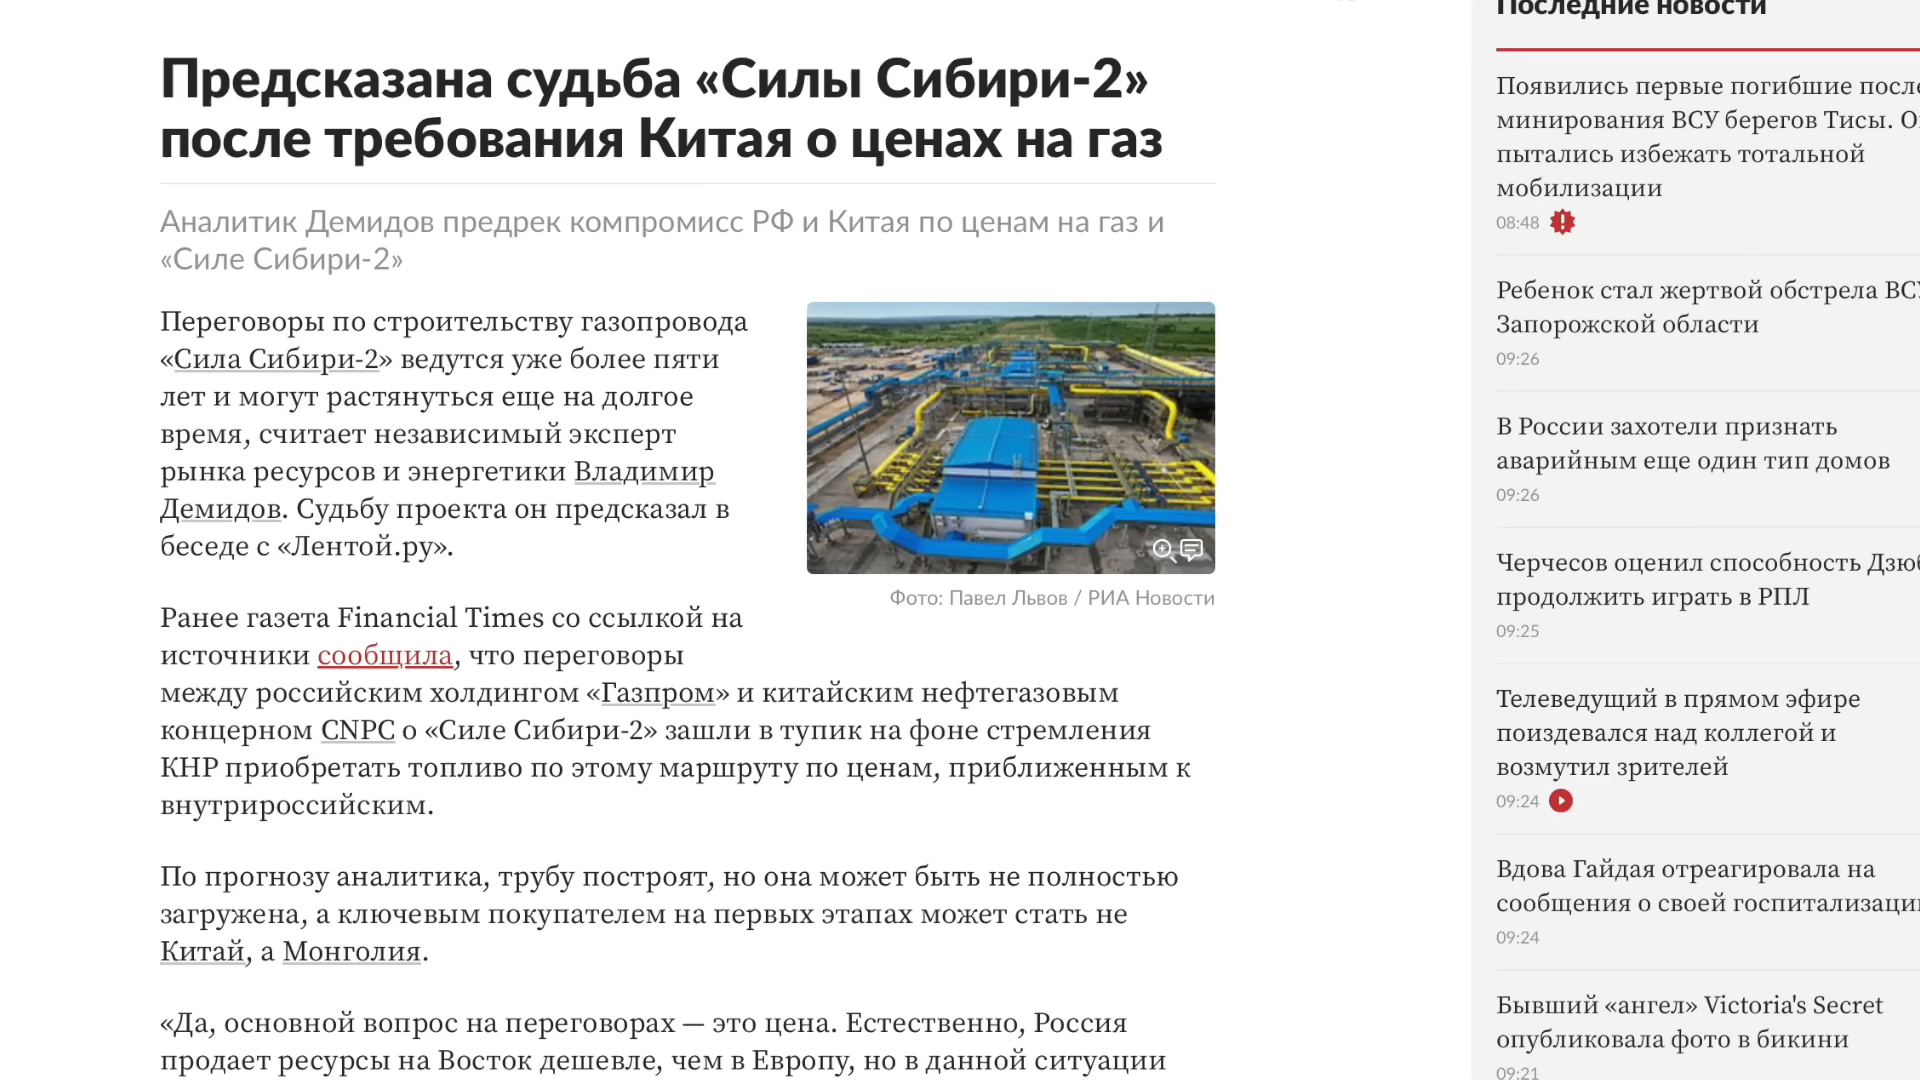 Предсказана судьба «Силы Сибири-2»
после требования Китая о ценах на газ
Аналитик Демидов предрек компромисс РФ и Китая по ценам на газ и
«Силе Сибири-2»
Переговоры по строительству газопровода
«Сила Сибири-2» ведутся уже более пяти
лет и могут растянуться еще на долгое
время, считает независимый эксперт
рынка ресурсов и энергетики Владимир
Демидов. Судьбу проекта он предсказал в
беседе с «Лентой.ру».
Фото: Павел Львов / РИА Новости
Ранее газета Financial Times со ссылкой на
источники сообщила, что переговоры
между российским холдингом «Газпром» и китайским нефтегазовым
концерном CNPC о «Силе Сибири-2» зашли в тупик на фоне стремления
КНР приобретать топливо по этому маршруту по ценам, приближенным к
внутрироссийским.
По прогнозу аналитика, трубу построят, но она может быть не полностью
загружена, а ключевым покупателем на первых этапах может стать не
Китай, а Монголия.
«Да, основной вопрос на переговорах — это цена. Естественно, Россия
продает ресурсы на Восток дешевле, чем в Европу, но в данной ситуации
Последние новости
Появились первые погибшие после
минирования ВСУ берегов Тисы.
пытались избежать тотальной
мобилизации
08:48
Ребенок стал жертвой обстрела ВСУ
Запорожской области
09:26
В России захотели признать
аварийным еще один тип домов
09:26
Черчесов оценил способность
продолжить играть в РПЛ
09:25
Телеведущий в прямом эфире
поиздевался над коллегой и
возмутил зрителей
09:24
Вдова Гайдая отреагировала на
сообщения о своей госпитализации
09:24
Бывший «ангел» Victoria's Secret
опубликовала фото в бикини
09:21